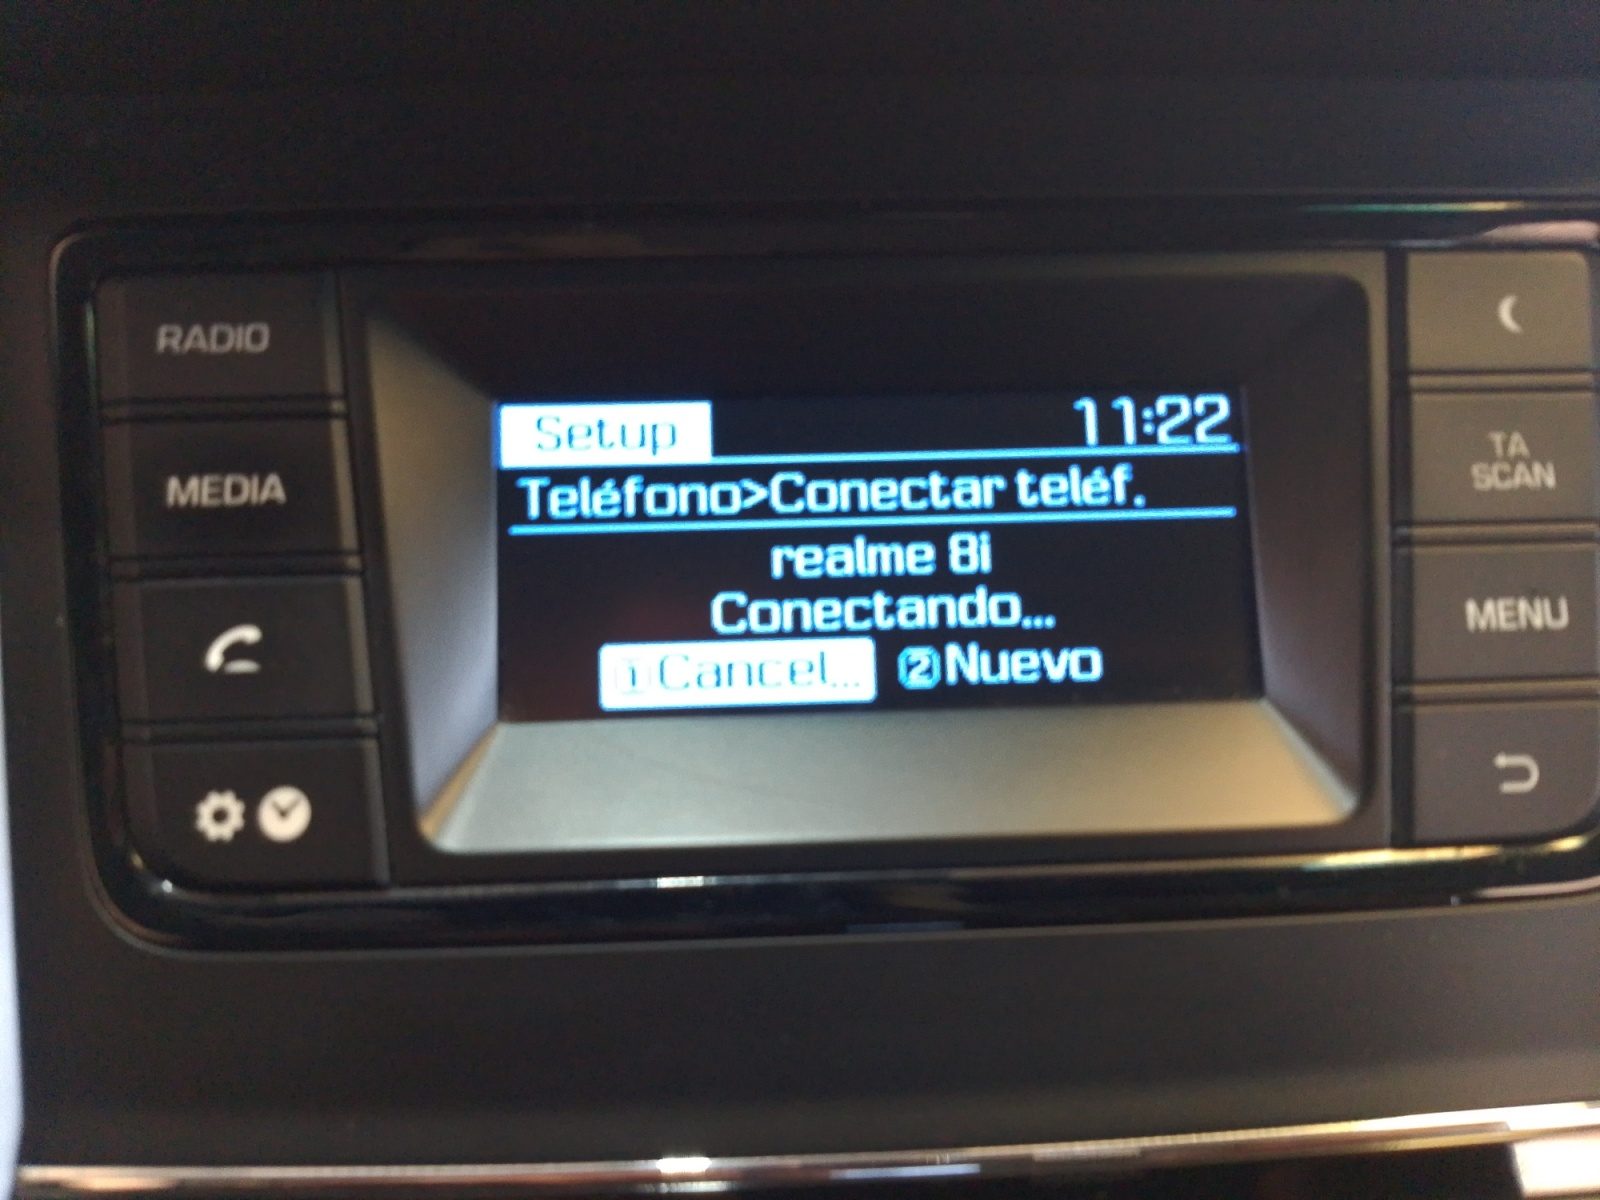 RADIO
MEDIA
Setup 11:22
Teléfono>Conectar teléf.
realme 8i
Conectando...
1 Cancel... 2 Nuevo
TA
SCAN
MENU